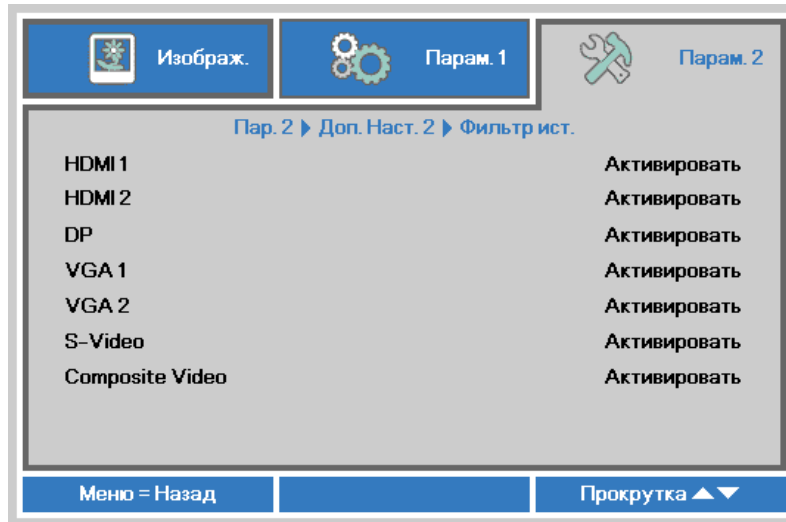 Изображ. Парам. 1 Парам. 2
Пар. 2 ▶ Доп. Наст. 2 ▶ Фильтр ист.
HDMI 1 Активировать
HDMI 2 Активировать
DP Активировать
VGA 1 Активировать
VGA 2 Активировать
S-Video Активировать
Composite Video Активировать
Меню = Назад Прокрутка ▲▼